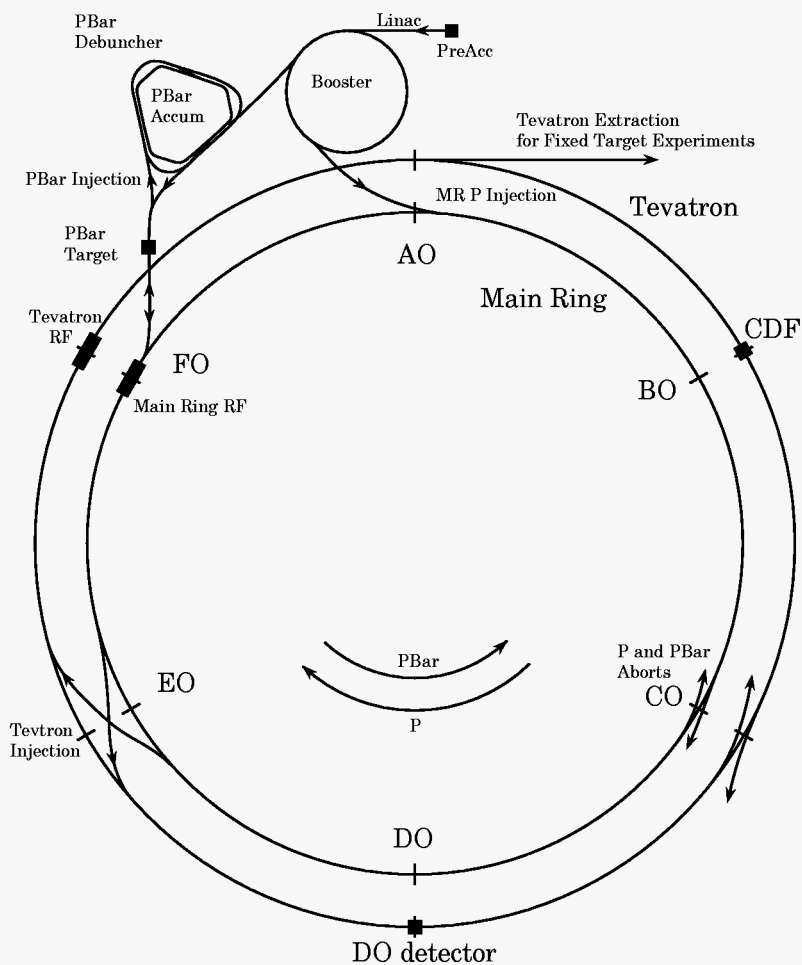 PBar
Debuncher
Linac
PreAcc
Booster
PBar
Accum
Tevatron Extraction
for Fixed Target Experiments
PBar Injection
MR P Injection
Tevatron
PBar
Target
AO
Main Ring
Tevatron
RF
CDF
FO
BO
Main Ring RF
P and PBar
Aborts
PBar
EO
CO
P
Tevtron
Injection
DO
DO detector